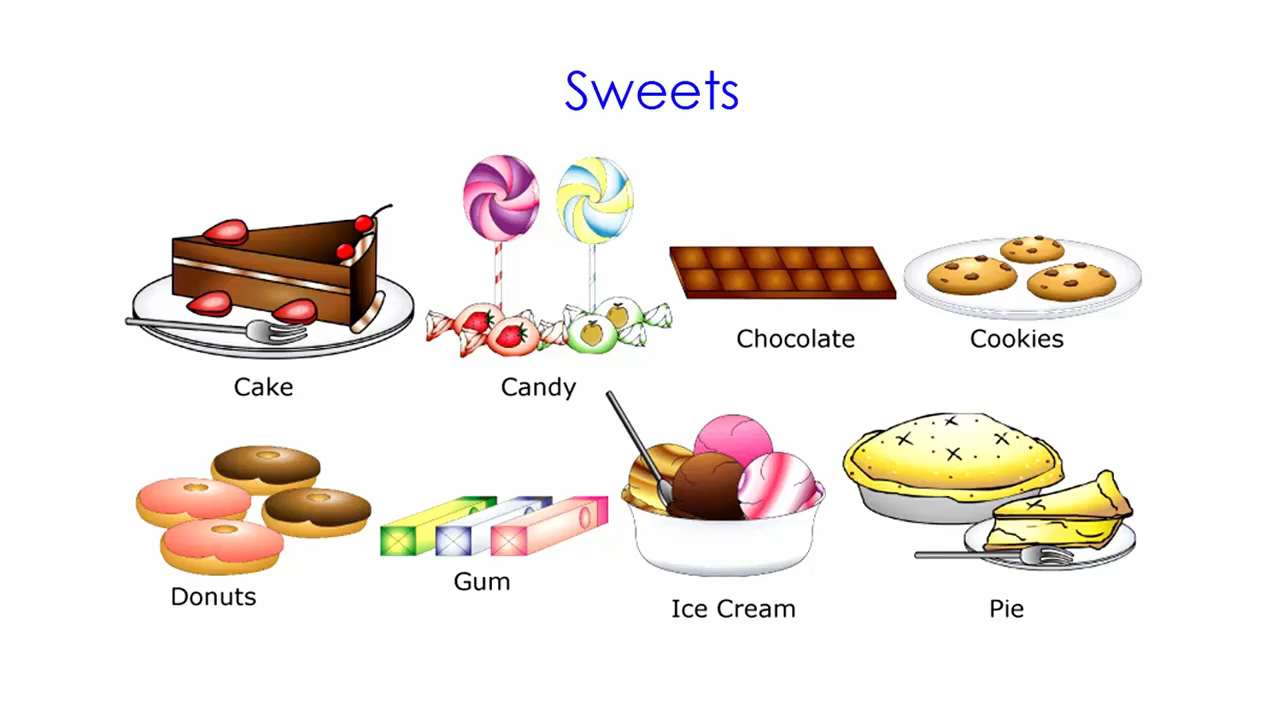 Sweets
Cake
Candy
Chocolate
Cookies
Donuts
Gum
Ice Cream
Pie